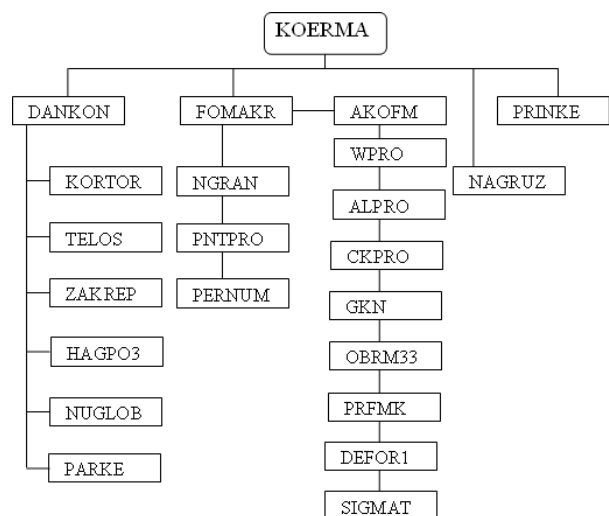 KOERMA
DANKON
FOMAKR
AKOFM
PRINKE
WPRO
KORTOR
NGRAN
NAGRUZ
ALPRO
TELOS
PNTPRO
CKPRO
ZAKREP
PERNUM
GKN
HAGPO3
OBRM33
NUGLOB
PRFMK
DEFOR1
PARKE
SIGMAT